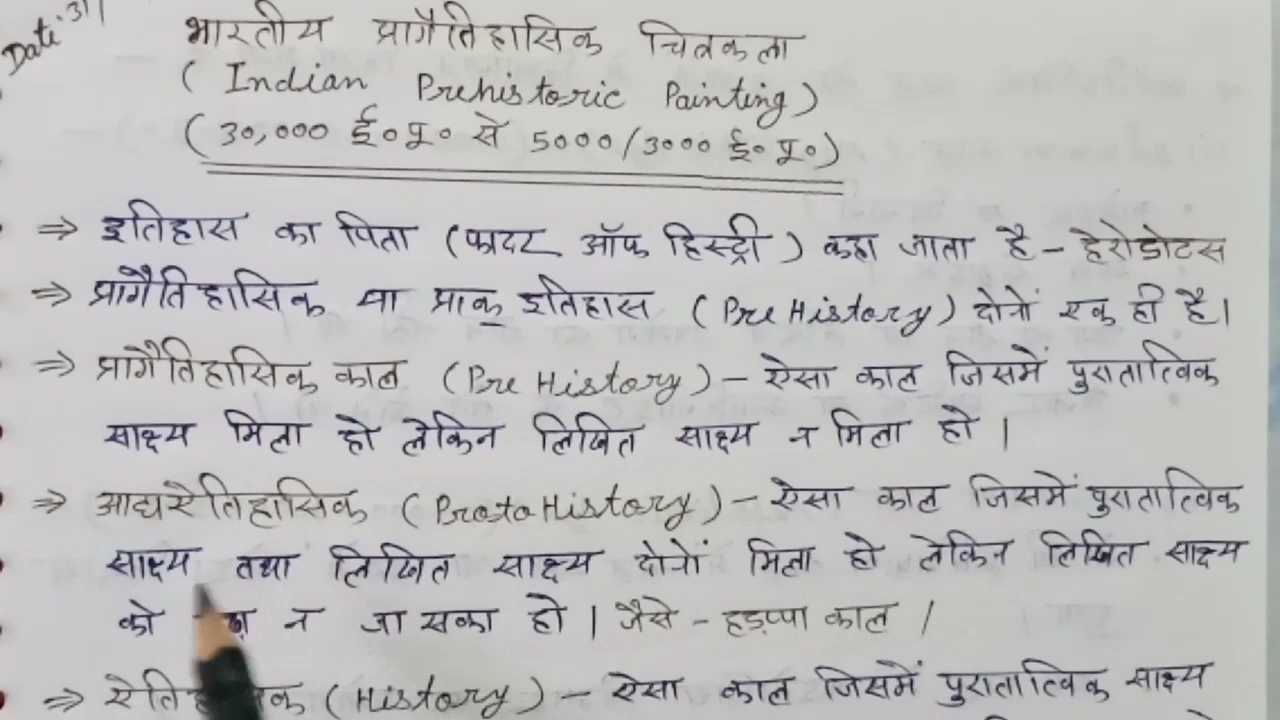 Date: 31
भारतीय प्रागैतिहासिक चित्रकला
( Indian Prehistoric Painting )
( 30,000 ई० पू० से 5000/3000 ई० पू० )
⇒ इतिहास का पिता (फादर ऑफ हिस्ट्री ) कहा जाता है - हेरोडोटस
⇒ प्रागैतिहासिक या प्राक् इतिहास ( Pre History ) दोनों एक ही है।
⇒ प्रागैतिहासिक काल ( Pre History ) - ऐसा काल जिसमें पुरातात्विक
साक्ष्य मिला हो लेकिन लिखित साक्ष्य न मिला हो ।
⇒ आद्यऐतिहासिक ( Proto History ) - ऐसा काल जिसमें पुरातात्विक
साक्ष्य तथा लिखित साक्ष्य दोनों मिला हो लेकिन लिखित साक्ष्य
को न जा सका हो । जैसे - हड़प्पा काल ।
⇒ ( History ) - ऐसा काल जिसमें पुरातात्विक साक्ष्य